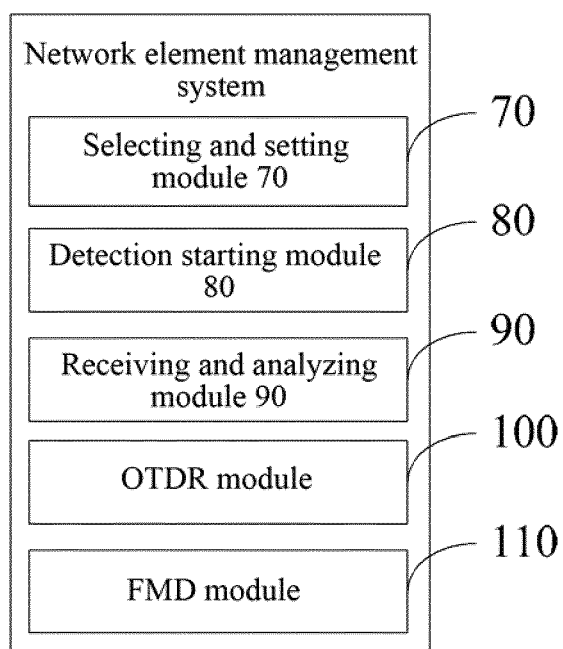 Network element management
system
Selecting and setting
module 70
70
Detection starting module
80
80
Receiving and analyzing
module 90
90
OTDR module
100
FMD module
110